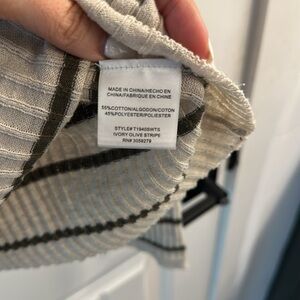 MADE IN CHINA/HECHO EN
CHINA/FABRIQUE EN CHINE
55%COTTON/ALGODON/COTON
45%POLYESTER/POLIESTER
STYLE# T1940SWTS
IVORY OLIVE STRIPE
RN# 3058279